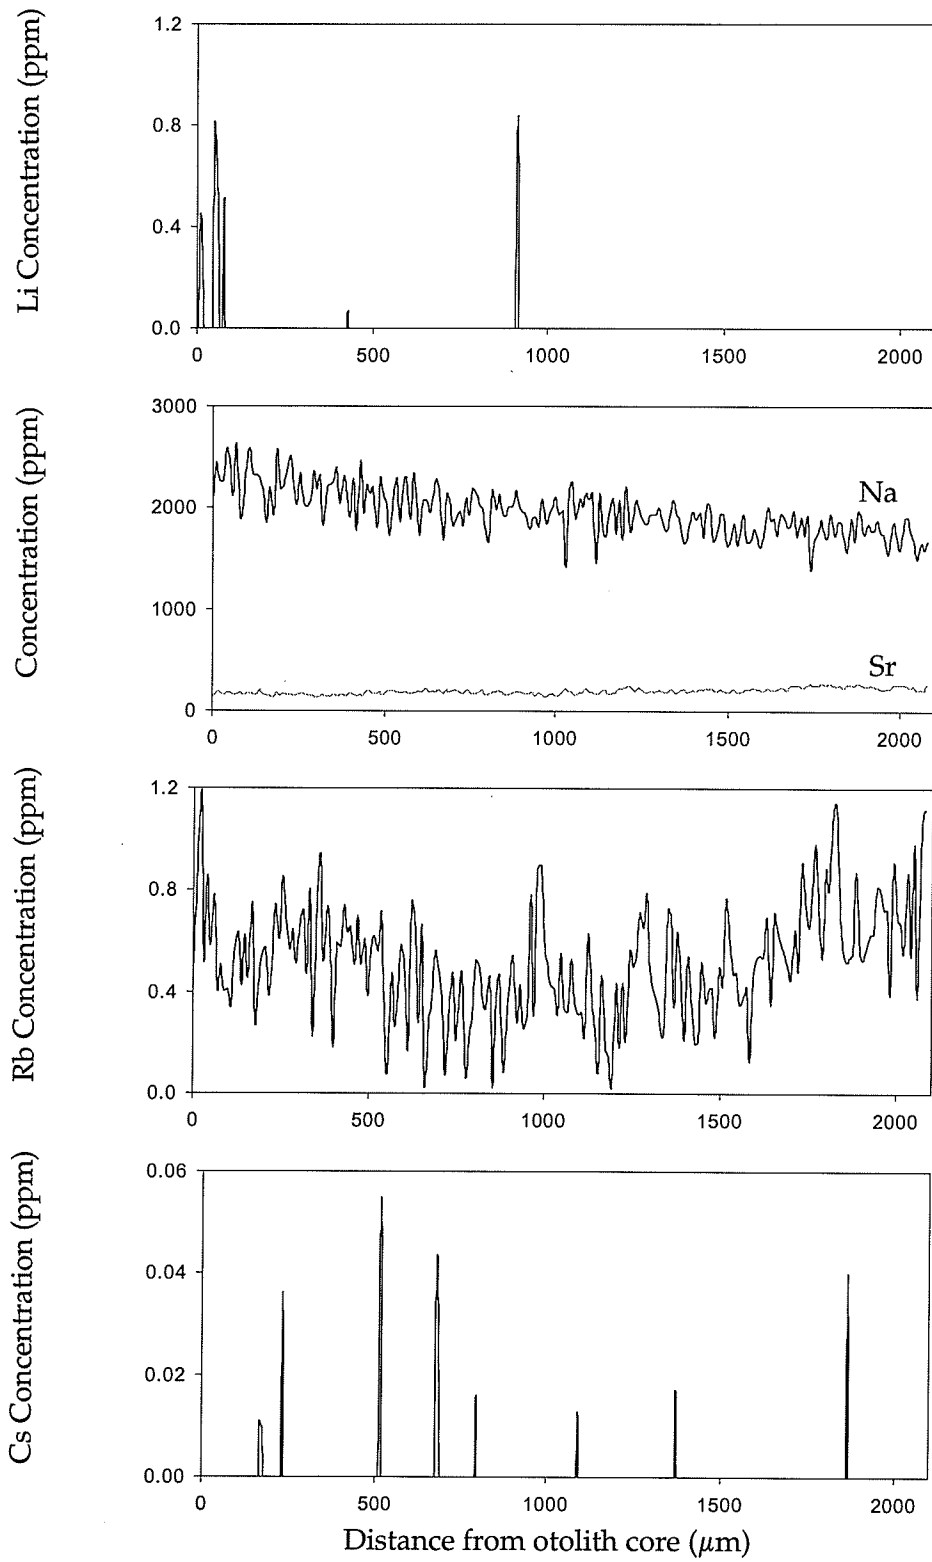 Li Concentration (ppm)
1.2
0.8
0.4
0.0
0 500 1000 1500 2000
Concentration (ppm)
3000
2000
1000
0
Na
Sr
0 500 1000 1500 2000
Rb Concentration (ppm)
1.2
0.8
0.4
0.0
0 500 1000 1500 2000
Cs Concentration (ppm)
0.06
0.04
0.02
0.00
0 500 1000 1500 2000
Distance from otolith core (μm)